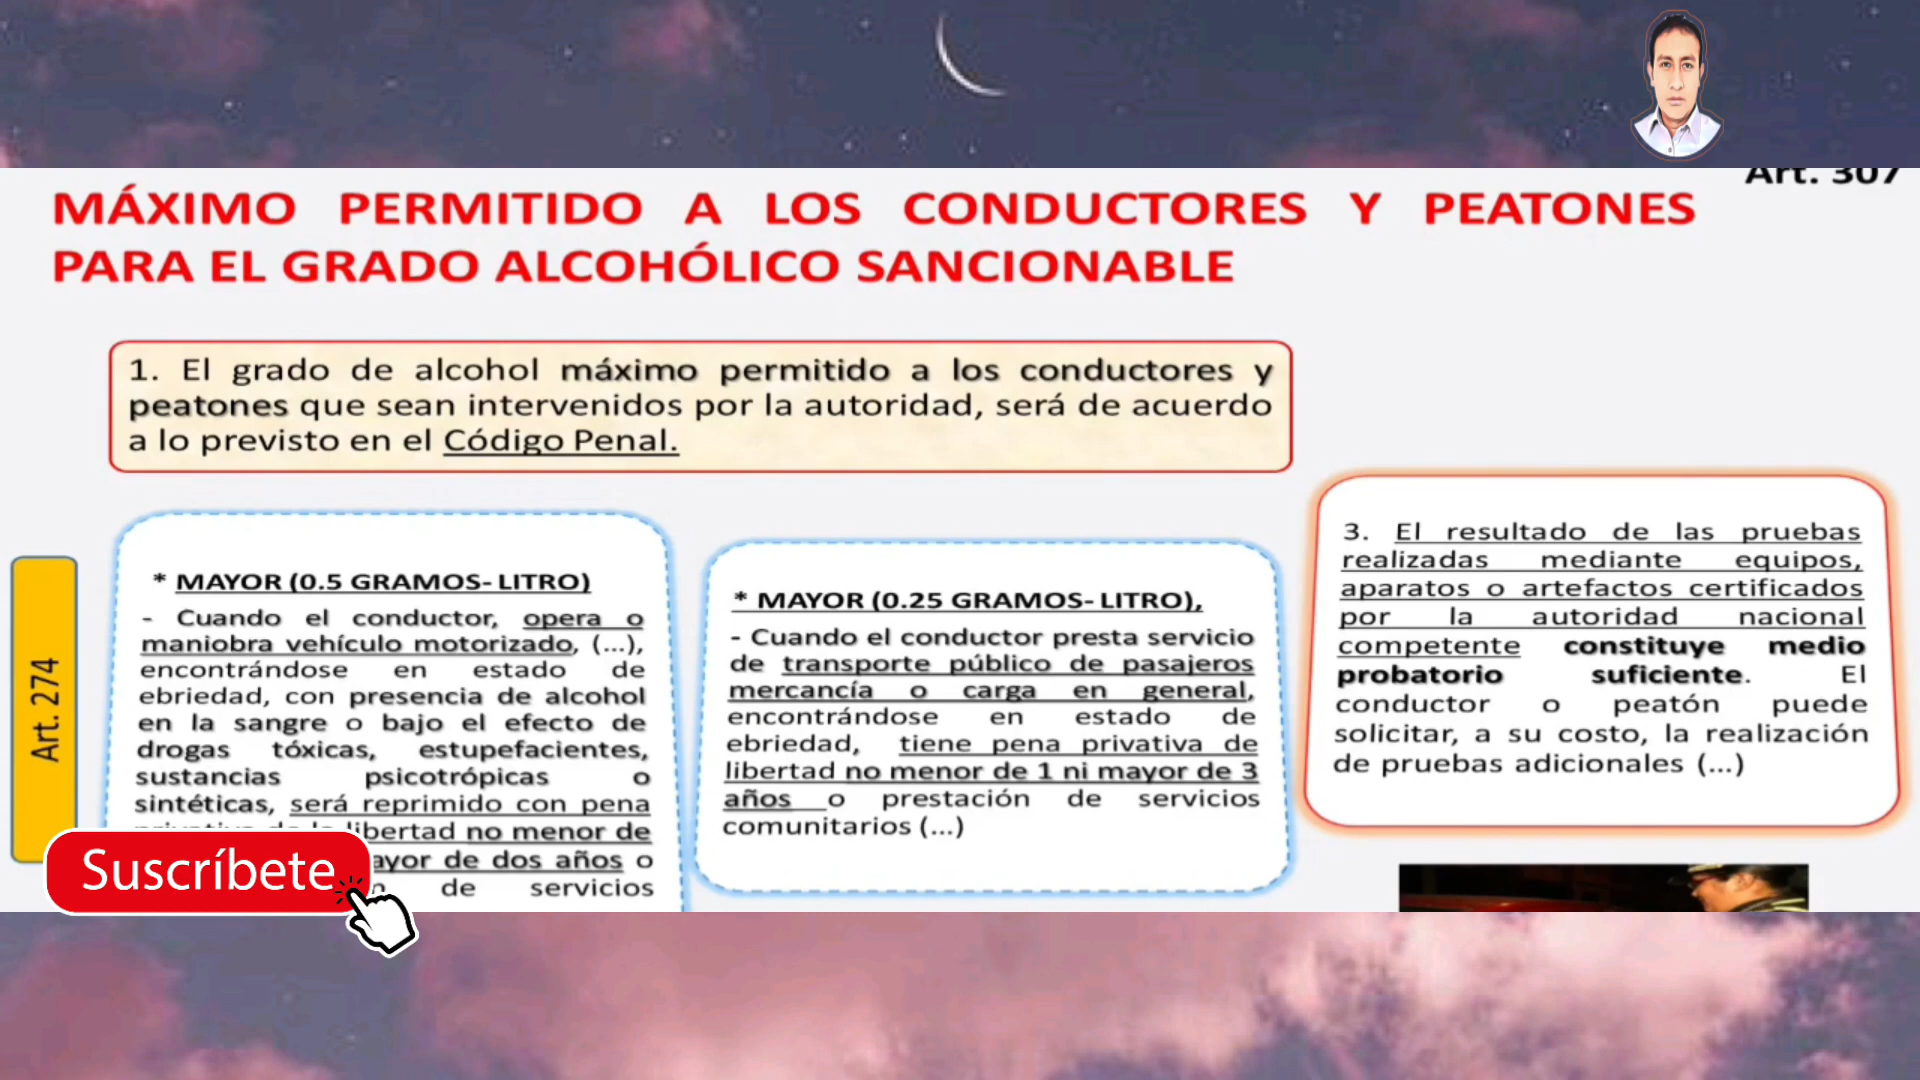 Art. 307
MÁXIMO PERMITIDO A LOS CONDUCTORES Y PEATONES
PARA EL GRADO ALCOHÓLICO SANCIONABLE
1. El grado de alcohol máximo permitido a los conductores y
peatones que sean intervenidos por la autoridad, será de acuerdo
a lo previsto en el Código Penal.
Art. 274
* MAYOR (0.5 GRAMOS- LITRO)
- Cuando el conductor, opera o
maniobra vehículo motorizado, (...),
encontrándose en estado de
ebriedad, con presencia de alcohol
en la sangre o bajo el efecto de
drogas tóxicas, estupefacientes,
sustancias psicotrópicas o
sintéticas, será reprimido con pena
libertad no menor de
ayor de dos años o
de servicios
* MAYOR (0.25 GRAMOS- LITRO),
- Cuando el conductor presta servicio
de transporte público de pasajeros
mercancía o carga en general,
encontrándose en estado de
ebriedad, tiene pena privativa de
libertad no menor de 1 ni mayor de 3
años o prestación de servicios
comunitarios (...)
3. El resultado de las pruebas
realizadas mediante equipos,
aparatos o artefactos certificados
por la autoridad nacional
competente constituye medio
probatorio suficiente. El
conductor o peatón puede
solicitar, a su costo, la realización
de pruebas adicionales (...)
Suscríbete